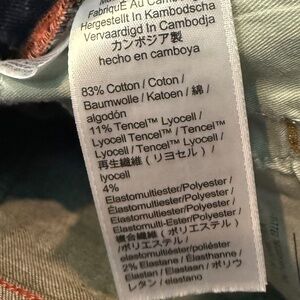 Fabriqué Au Cambodge
Hergestellt In Kambodscha
Vervaardigd In Cambodja
カンボジア製
hecho en camboya
83% Cotton / Coton /
Baumwolle / Katoen / 綿 /
algodón
11% Tencel™ Lyocell /
Lyocell Tencel™ / Tencel™
Lyocell / Tencel™ Lyocell /
再生繊維 (リヨセル) /
lyocell
4%
Elastomultiester/Polyester /
Élastomultiester/Polyester /
Elastomultiester/Polyester /
Elastomultil-Ester/Polyester /
複合繊維 (ポリエステル)
/ポリエステル /
elastomultiéster/poliéster
2% Elastane / Élasthanne /
Elastan / Elastaan / ポリウ
レタン / elastano